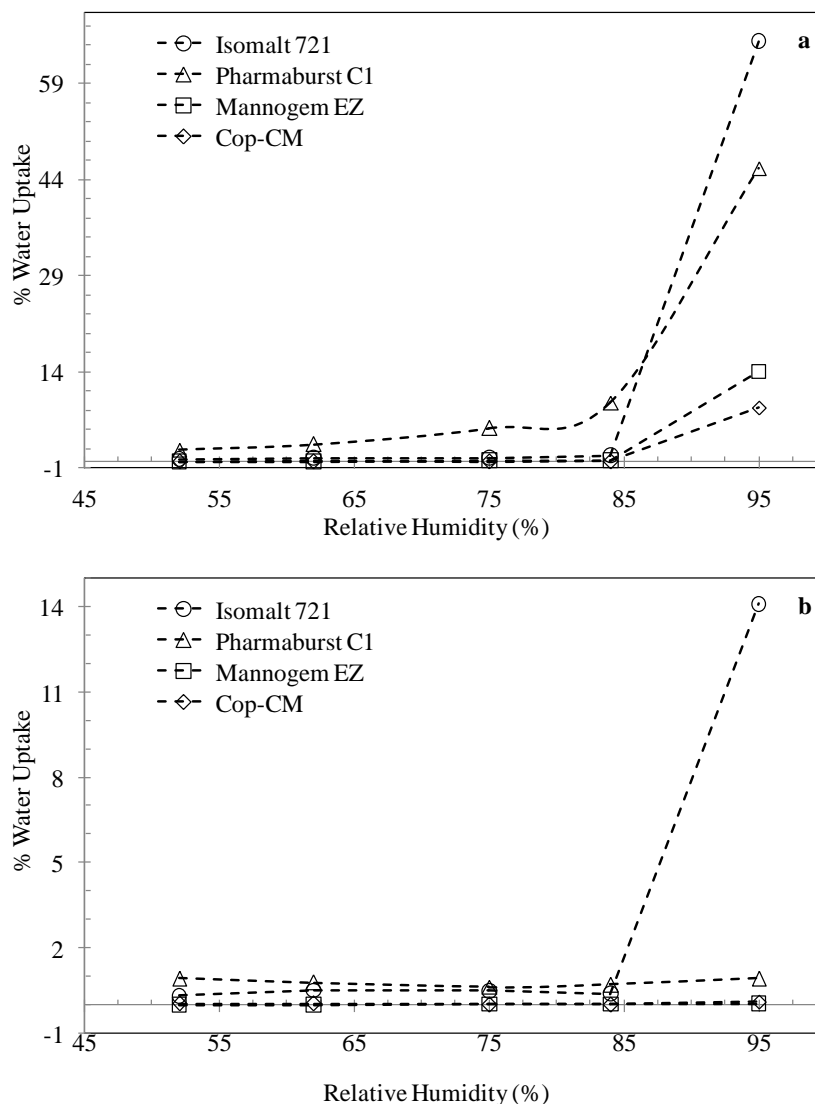 a
Isomalt 721
Pharmaburst C1
Mannogem EZ
Cop-CM
% Water Uptake
59
44
29
14
-1
45 55 65 75 85 95
Relative Humidity (%)
b
Isomalt 721
Pharmaburst C1
Mannogem EZ
Cop-CM
% Water Uptake
14
11
8
5
2
-1
45 55 65 75 85 95
Relative Humidity (%)